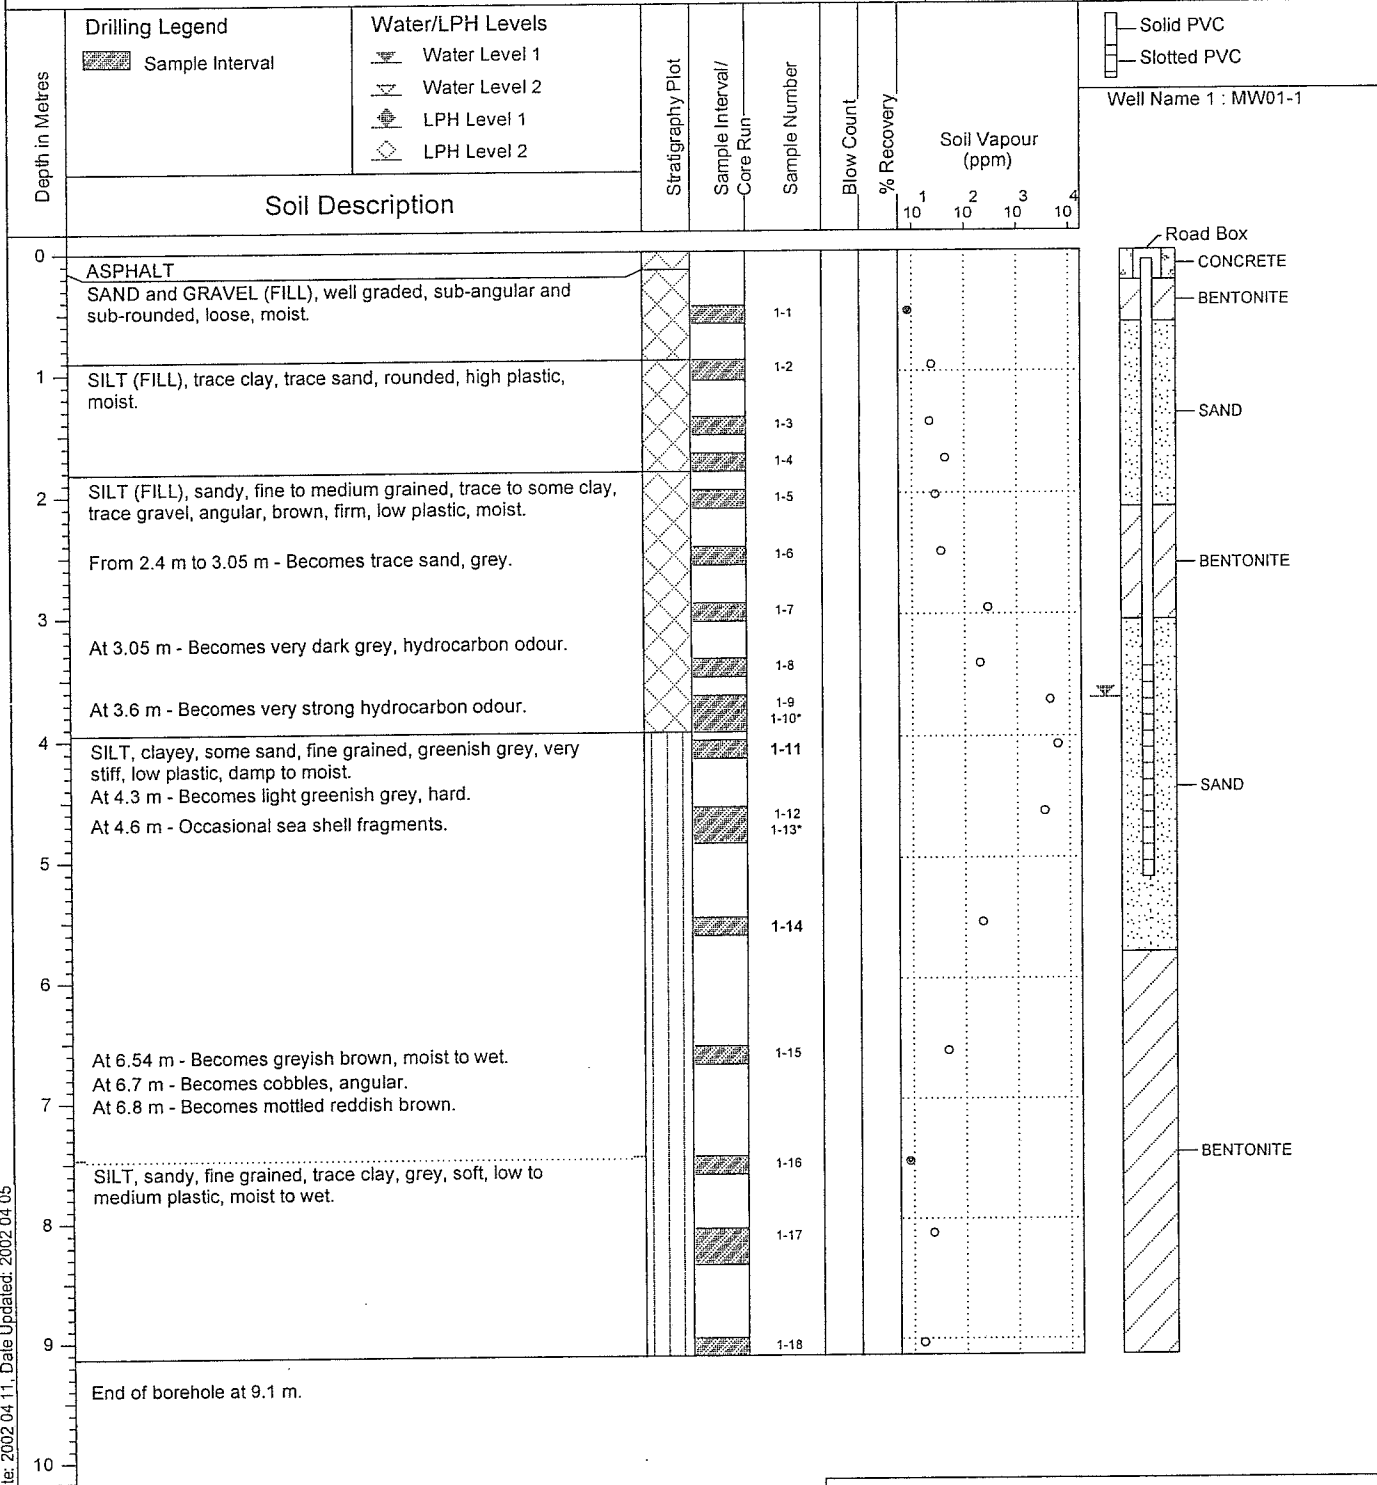 Drilling Legend
Sample Interval
Water/LPH Levels
Water Level 1
Water Level 2
LPH Level 1
LPH Level 2
Depth in Metres
Soil Description
Stratigraphy Plot
Sample Interval/
Core Run
Sample Number
Blow Count
% Recovery
Soil Vapour
(ppm)
10^1 10^2 10^3 10^4
Solid PVC
Slotted PVC
Well Name 1 : MW01-1
Road Box
CONCRETE
BENTONITE
SAND
BENTONITE
SAND
BENTONITE
0
ASPHALT
SAND and GRAVEL (FILL), well graded, sub-angular and
sub-rounded, loose, moist.
1-1
1-2
1
SILT (FILL), trace clay, trace sand, rounded, high plastic,
moist.
1-3
1-4
SILT (FILL), sandy, fine to medium grained, trace to some clay,
trace gravel, angular, brown, firm, low plastic, moist.
2
1-5
From 2.4 m to 3.05 m - Becomes trace sand, grey.
1-6
1-7
3
At 3.05 m - Becomes very dark grey, hydrocarbon odour.
1-8
At 3.6 m - Becomes very strong hydrocarbon odour.
1-9
1-10*
4
SILT, clayey, some sand, fine grained, greenish grey, very
stiff, low plastic, damp to moist.
1-11
At 4.3 m - Becomes light greenish grey, hard.
At 4.6 m - Occasional sea shell fragments.
1-12
1-13*
5
1-14
6
At 6.54 m - Becomes greyish brown, moist to wet.
1-15
At 6.7 m - Becomes cobbles, angular.
At 6.8 m - Becomes mottled reddish brown.
7
SILT, sandy, fine grained, trace clay, grey, soft, low to
medium plastic, moist to wet.
1-16
8
1-17
9
1-18
End of borehole at 9.1 m.
10
te: 2002 04 11, Date Updated: 2002 04 05